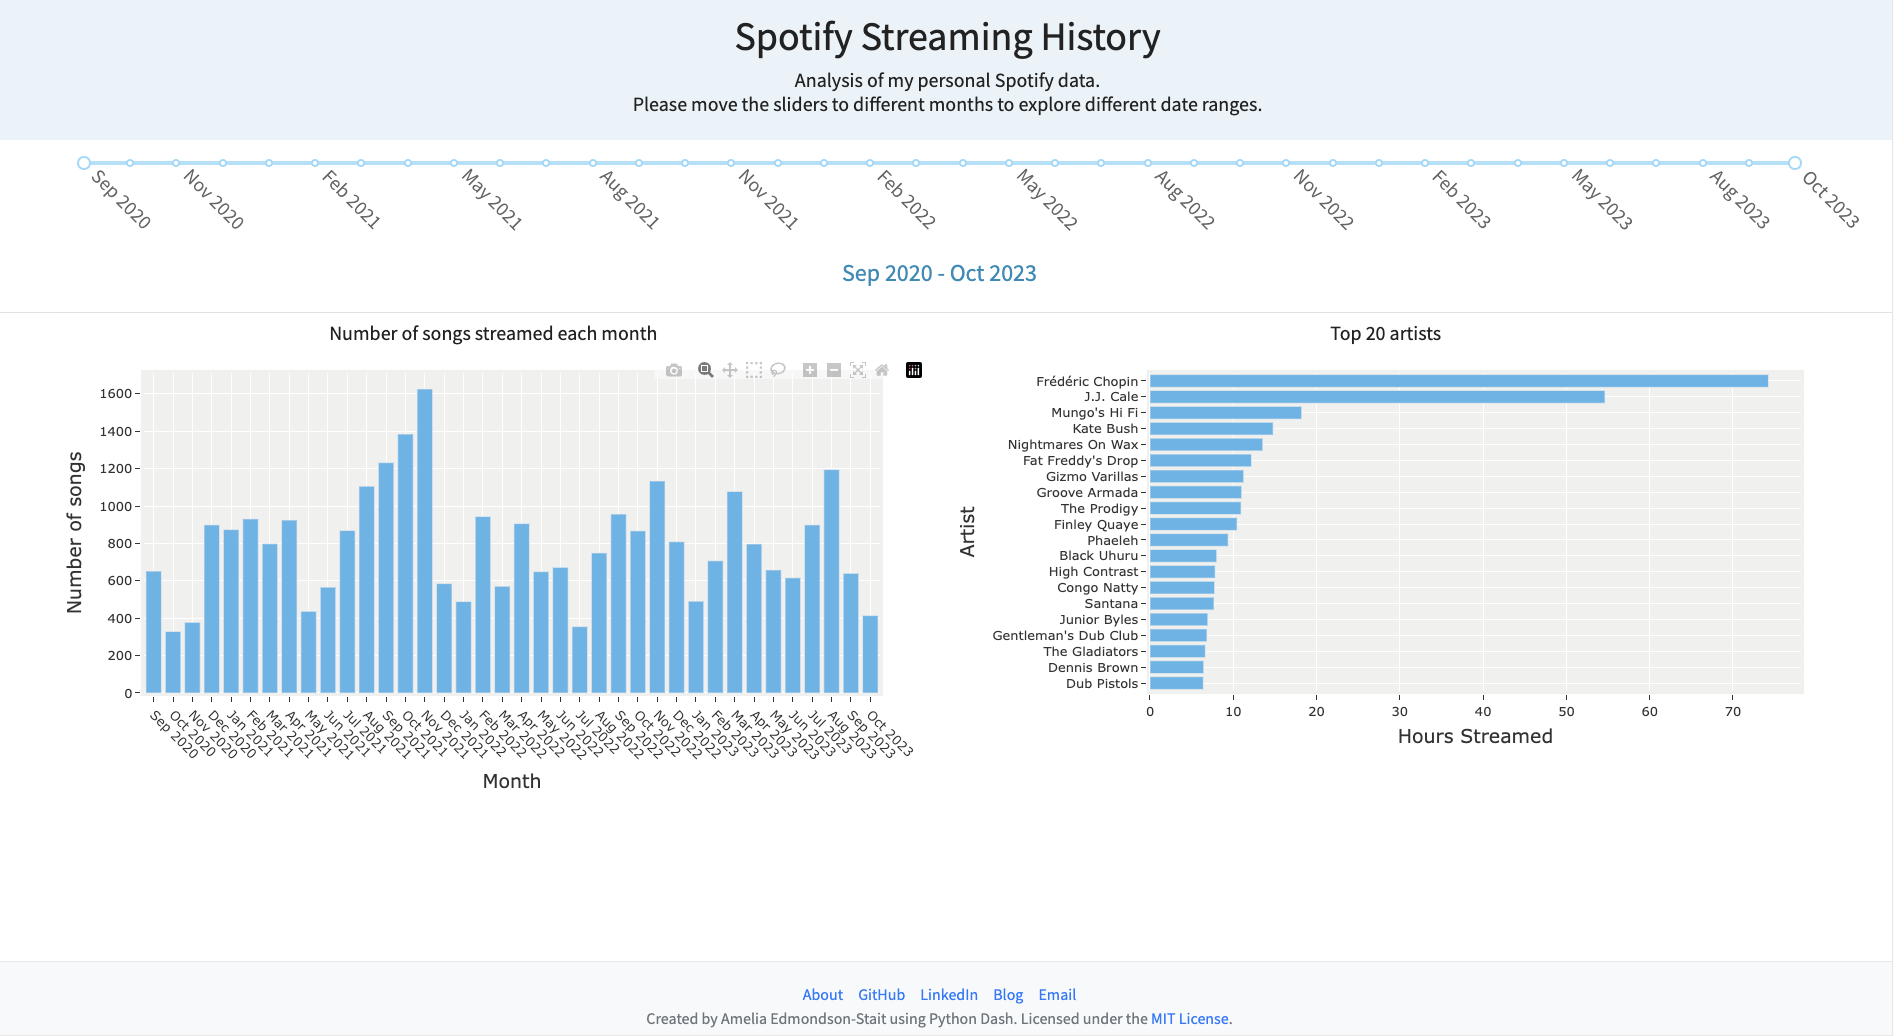 Spotify Streaming History
Analysis of my personal Spotify data.
Please move the sliders to different months to explore different date ranges.
Sep 2020
Nov 2020
Feb 2021
May 2021
Aug 2021
Nov 2021
Feb 2022
May 2022
Aug 2022
Nov 2022
Feb 2023
May 2023
Aug 2023
Oct 2023
Sep 2020 - Oct 2023
Number of songs streamed each month
1600
1400
1200
1000
800
600
400
200
0
Number of songs
Sep 2020
Oct 2020
Nov 2020
Dec 2020
Jan 2021
Feb 2021
Mar 2021
Apr 2021
May 2021
Jun 2021
Jul 2021
Aug 2021
Sep 2021
Oct 2021
Nov 2021
Dec 2021
Jan 2022
Feb 2022
Mar 2022
Apr 2022
May 2022
Jun 2022
Jul 2022
Aug 2022
Sep 2022
Oct 2022
Nov 2022
Dec 2022
Jan 2023
Feb 2023
Mar 2023
Apr 2023
May 2023
Jun 2023
Jul 2023
Aug 2023
Sep 2023
Oct 2023
Month
Top 20 artists
Artist
Frédéric Chopin
J.J. Cale
Mungo's Hi Fi
Kate Bush
Nightmares On Wax
Fat Freddy's Drop
Gizmo Varillas
Groove Armada
The Prodigy
Finley Quaye
Phaeleh
Black Uhuru
High Contrast
Congo Natty
Santana
Junior Byles
Gentleman's Dub Club
The Gladiators
Dennis Brown
Dub Pistols
0 10 20 30 40 50 60 70
Hours Streamed
About GitHub LinkedIn Blog Email
Created by Amelia Edmondson-Stait using Python Dash. Licensed under the MIT License.